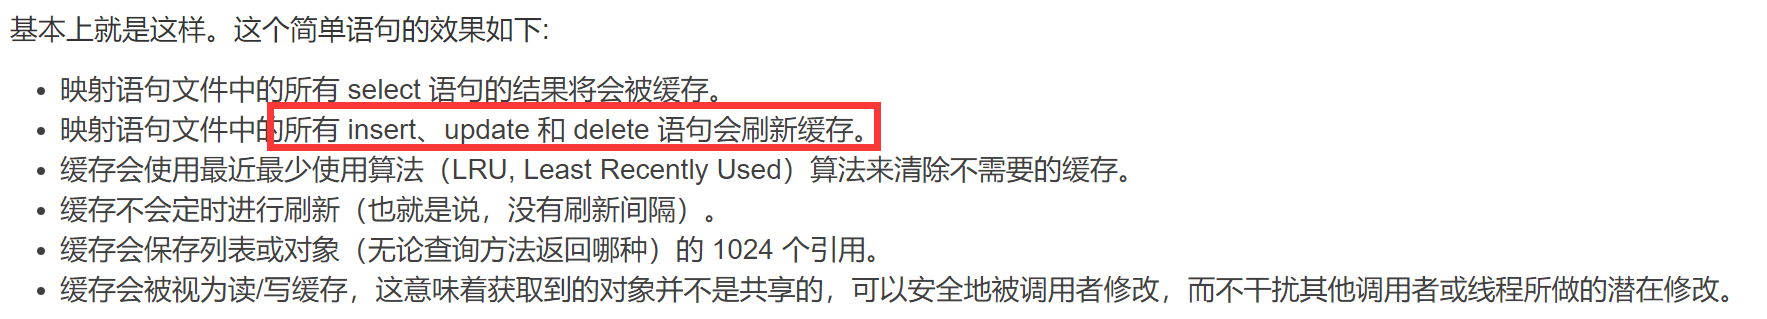 基本上就是这样。这个简单语句的效果如下:
• 映射语句文件中的所有 select 语句的结果将会被缓存。
• 映射语句文件中的所有 insert、update 和 delete 语句会刷新缓存。
• 缓存会使用最近最少使用算法（LRU, Least Recently Used）算法来清除不需要的缓存。
• 缓存不会定时进行刷新（也就是说，没有刷新间隔）。
• 缓存会保存列表或对象（无论查询方法返回哪种）的 1024 个引用。
• 缓存会被视为读/写缓存，这意味着获取到的对象并不是共享的，可以安全地被调用者修改，而不干扰其他调用者或线程所做的潜在修改。